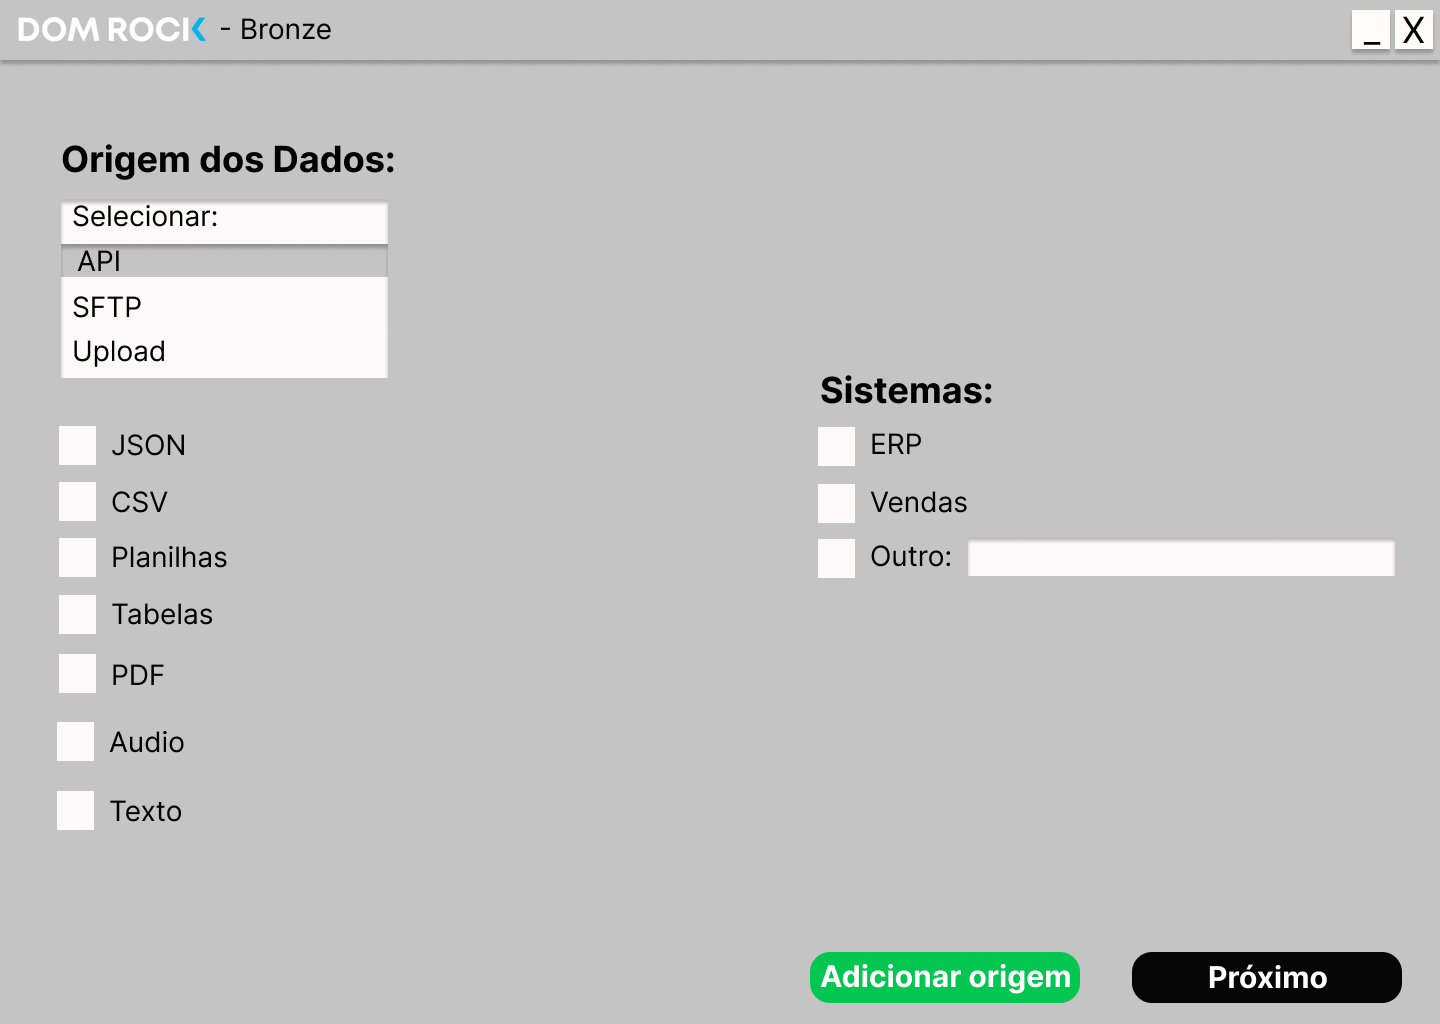 DOM ROCK - Bronze
_ X
Origem dos Dados:
Selecionar:
API
SFTP
Upload
JSON
CSV
Planilhas
Tabelas
PDF
Audio
Texto
Sistemas:
ERP
Vendas
Outro:
Adicionar origem
Próximo